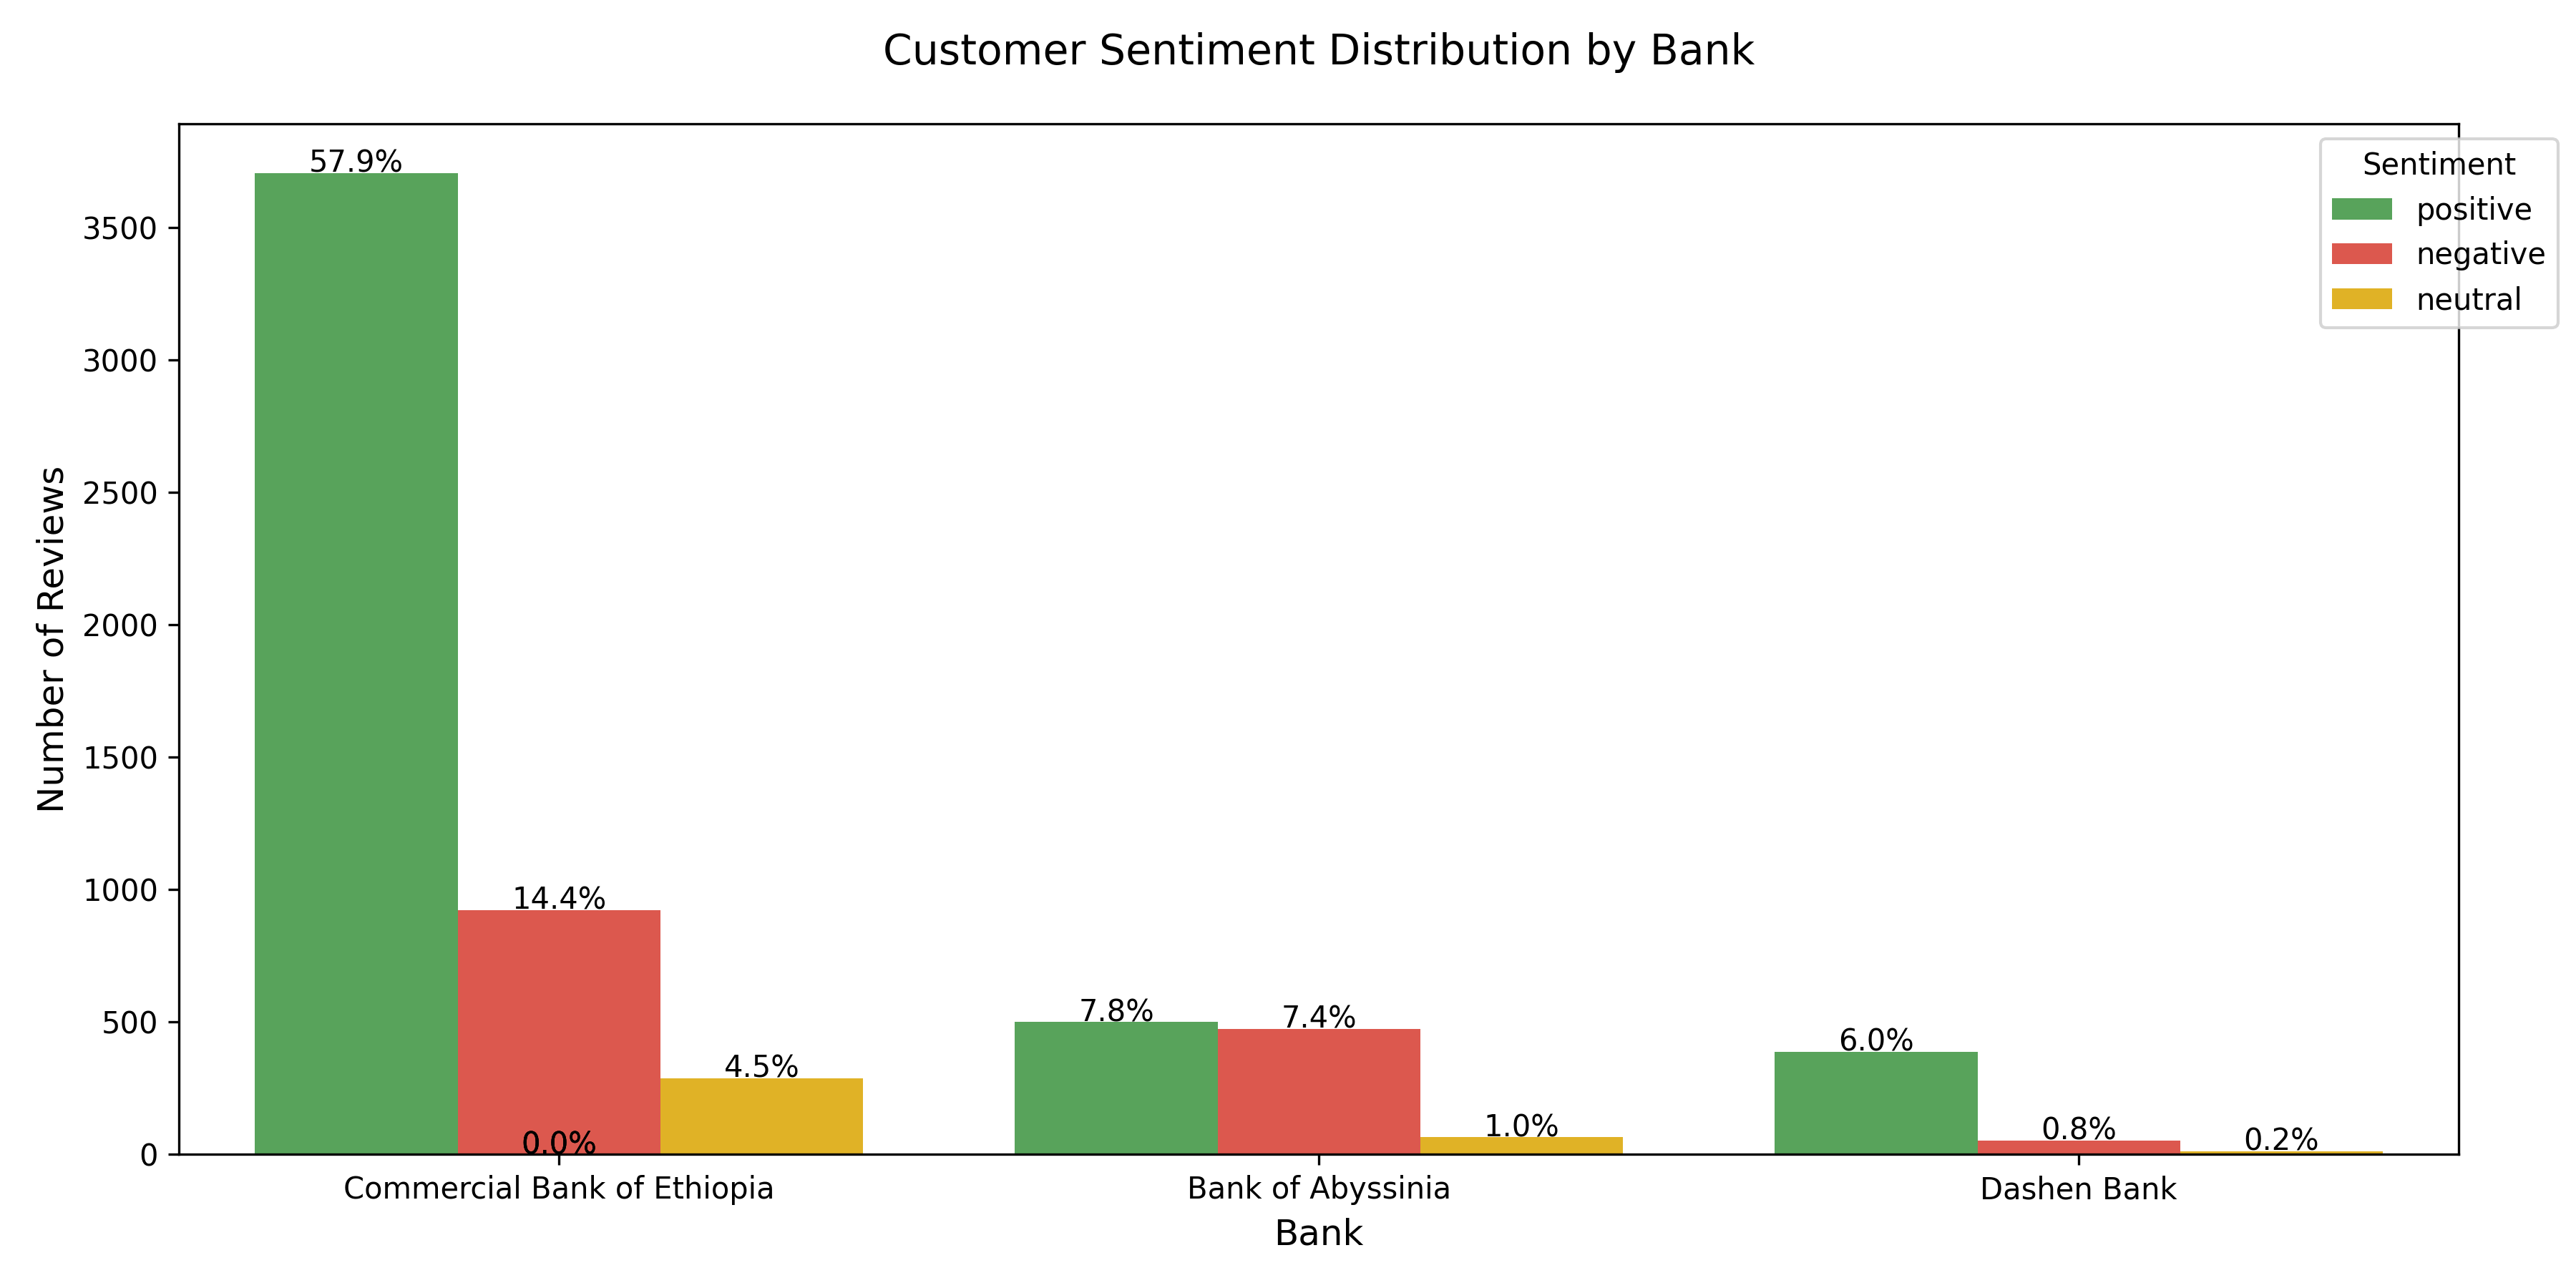 Customer Sentiment Distribution by Bank
Sentiment
positive
negative
neutral
Number of Reviews
3500
3000
2500
2000
1500
1000
500
0
57.9%
14.4%
0.0%
4.5%
7.8%
7.4%
1.0%
6.0%
0.8%
0.2%
Commercial Bank of Ethiopia
Bank of Abyssinia
Dashen Bank
Bank